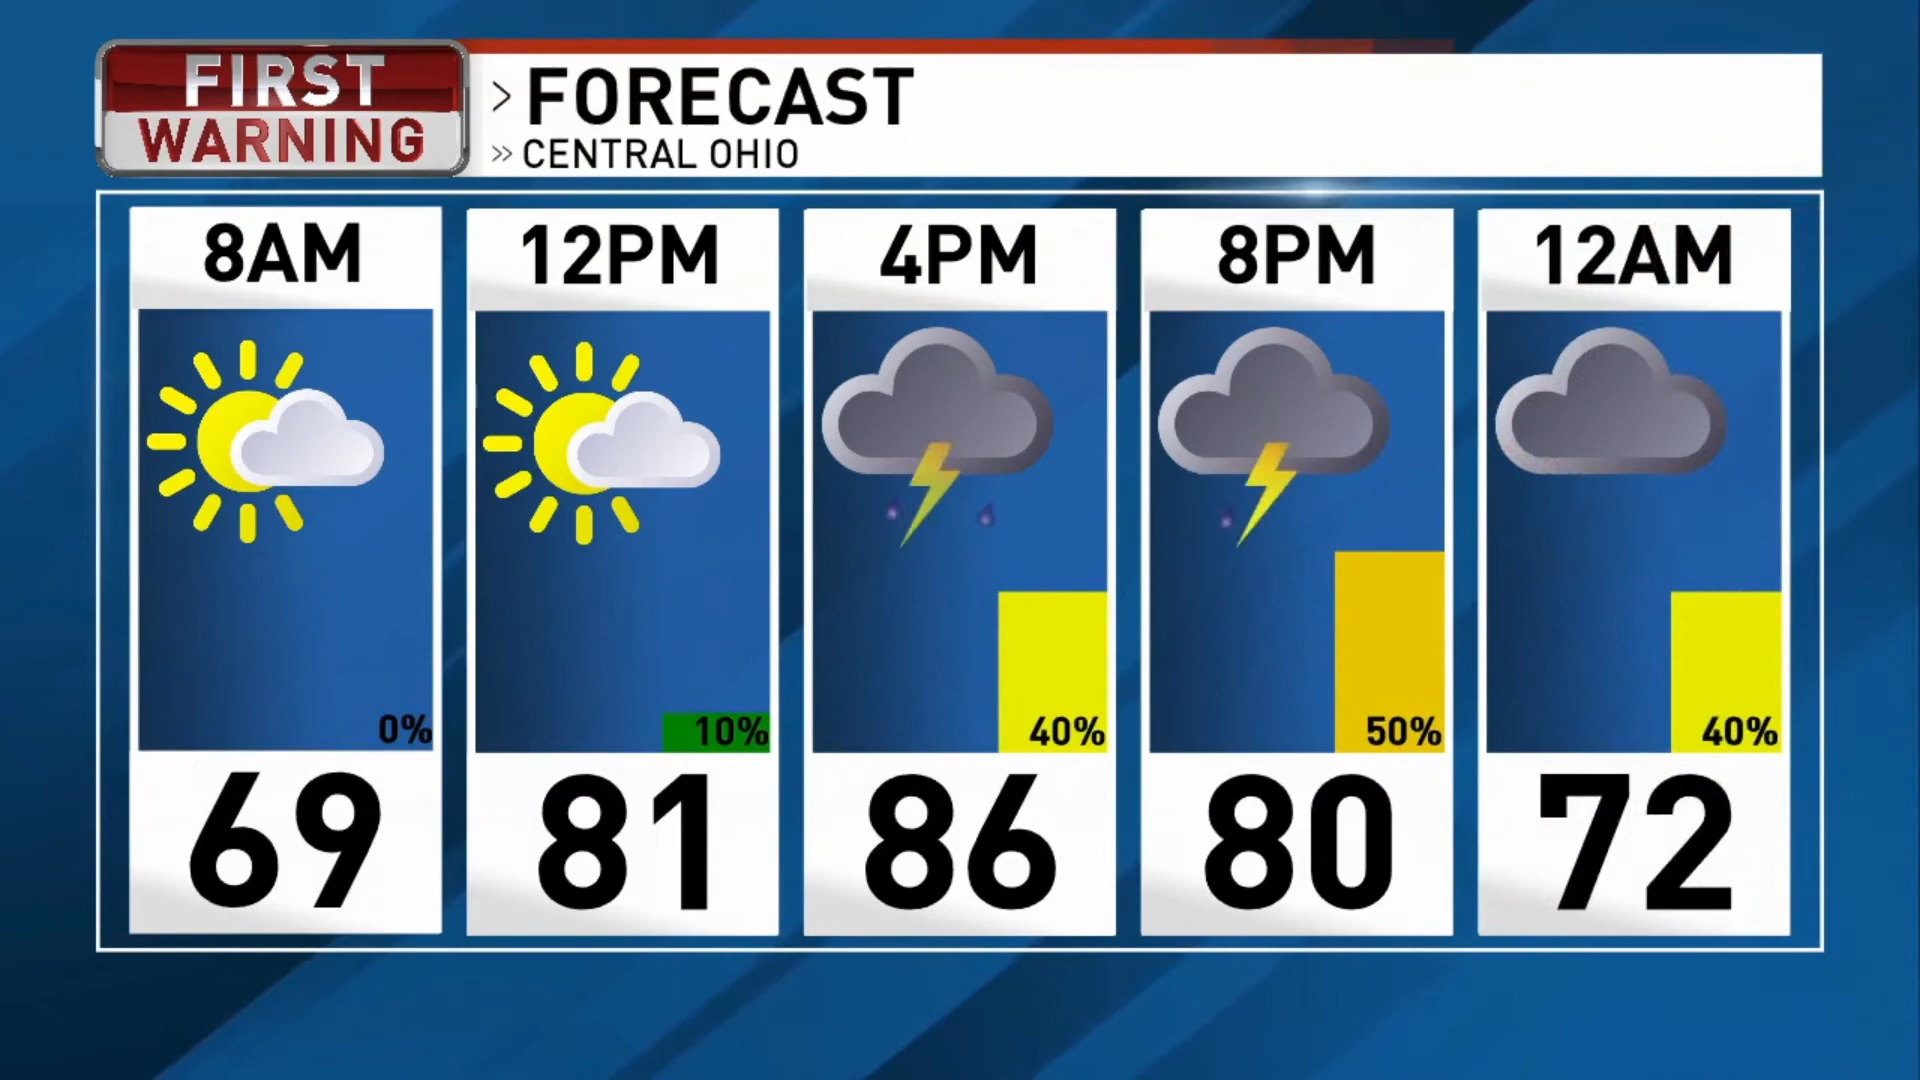 FIRST
WARNING
> FORECAST
» CENTRAL OHIO
8AM 12PM 4PM 8PM 12AM
0% 10% 40% 50% 40%
69 81 86 80 72